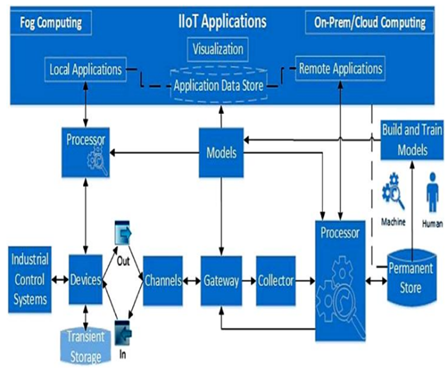 Fog Computing
IIoT Applications
On-Prem/Cloud Computing
Visualization
Local Applications
Application Data Store
Remote Applications
Processor
Models
Build and Train
Models
Machine
Human
Processor
Industrial
Control
Systems
Devices
Out
In
Channels
Gateway
Collector
Permanent
Store
Transient
Storage